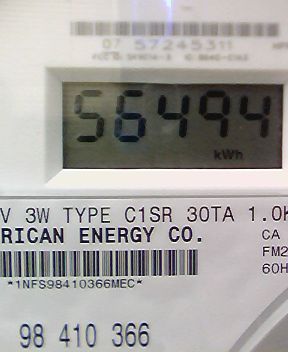 07 57245311
56494
kWh
V 3W TYPE C1SR 30TA 1.0K
RICAN ENERGY CO.
CA
FM2
60H
*1NFS98410366MEC*
98 410 366